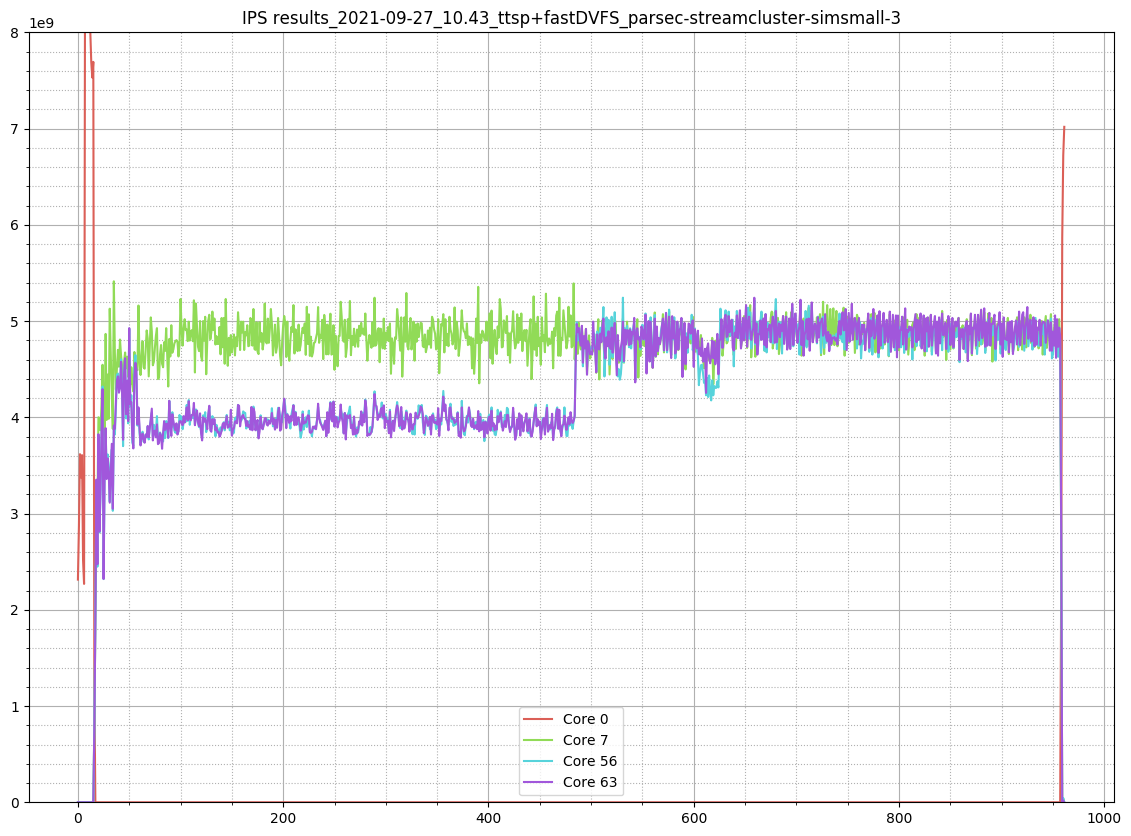 IPS results_2021-09-27_10.43_ttsp+fastDVFS_parsec-streamcluster-simsmall-3
1e9
8
7
6
5
4
3
2
1
0
Core 0
Core 7
Core 56
Core 63
0 200 400 600 800 1000